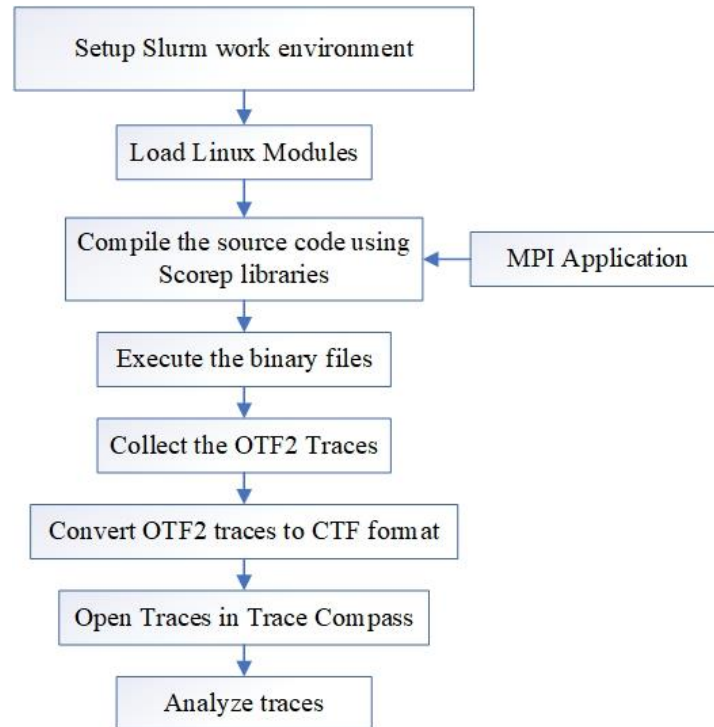 Setup Slurm work environment
Load Linux Modules
Compile the source code using
Scorep libraries
MPI Application
Execute the binary files
Collect the OTF2 Traces
Convert OTF2 traces to CTF format
Open Traces in Trace Compass
Analyze traces